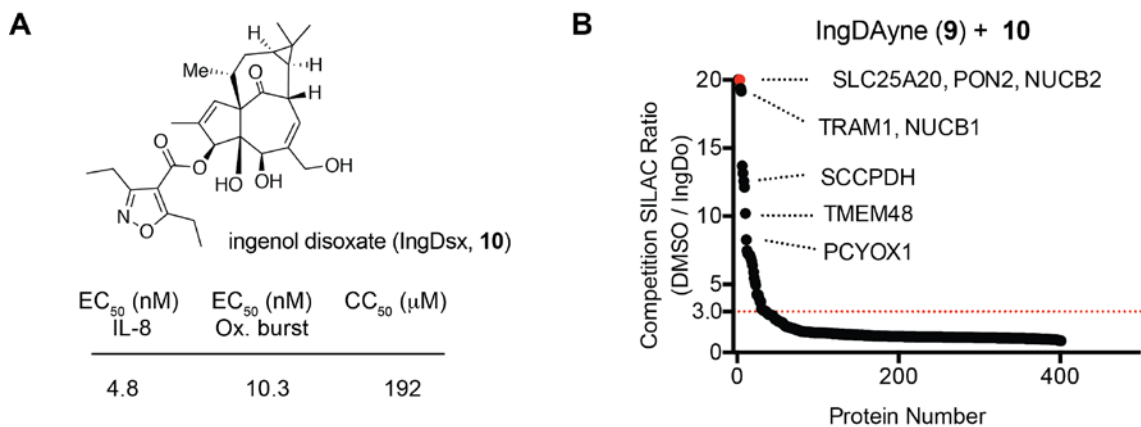 A
Me
H
H
H
O
O
O
HO
OH
OH
N
O
ingenol disoxate (IngDsx, 10)
EC50 (nM) EC50 (nM) CC50 (μM)
IL-8 Ox. burst
4.8 10.3 192
B
IngDAyne (9) + 10
Competition SILAC Ratio
(DMSO / IngDo)
20
15
10
5
3.0
0
SLC25A20, PON2, NUCB2
TRAM1, NUCB1
SCCPDH
TMEM48
PCYOX1
0 200 400
Protein Number